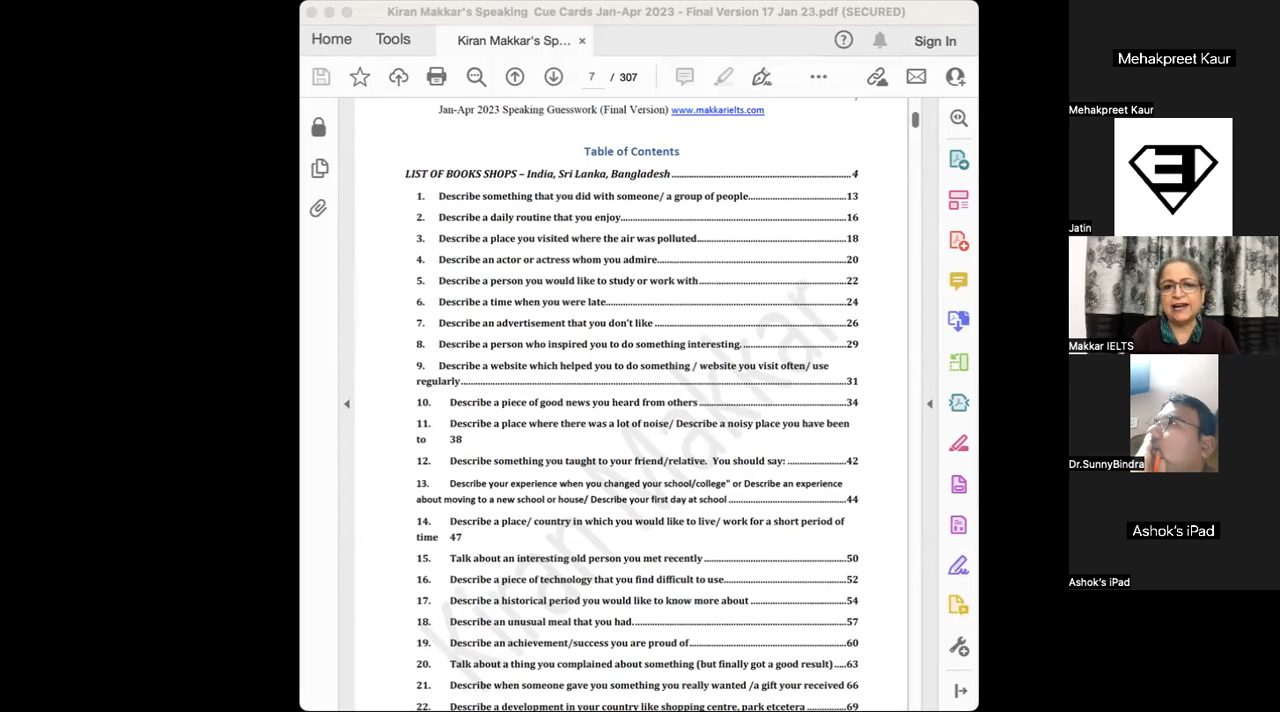 Kiran Makkar's Speaking Cue Cards Jan-Apr 2023 - Final Version 17 Jan 23.pdf (SECURED)
Home Tools Kiran Makkar's Sp... × Sign In
7 / 307
Jan-Apr 2023 Speaking Guesswork (Final Version) www.makkarielts.com
Table of Contents
LIST OF BOOKS SHOPS – India, Sri Lanka, Bangladesh 4
1. Describe something that you did with someone/ a group of people 13
2. Describe a daily routine that you enjoy 16
3. Describe a place you visited where the air was polluted 18
4. Describe an actor or actress whom you admire 20
5. Describe a person you would like to study or work with 22
6. Describe a time when you were late 24
7. Describe an advertisement that you don't like 26
8. Describe a person who inspired you to do something interesting. 29
9. Describe a website which helped you to do something / website you visit often/ use
regularly 31
10. Describe a piece of good news you heard from others 34
11. Describe a place where there was a lot of noise/ Describe a noisy place you have been
to 38
12. Describe something you taught to your friend/relative. You should say: 42
13. Describe your experience when you changed your school/college" or Describe an experience
about moving to a new school or house/ Describe your first day at school 44
14. Describe a place/ country in which you would like to live/ work for a short period of
time 47
15. Talk about an interesting old person you met recently 50
16. Describe a piece of technology that you find difficult to use 52
17. Describe a historical period you would like to know more about 54
18. Describe an unusual meal that you had. 57
19. Describe an achievement/success you are proud of 60
20. Talk about a thing you complained about something (but finally got a good result) 63
21. Describe when someone gave you something you really wanted /a gift your received 66
22. Describe a development in your country like shopping centre, park etcetera 69
Kiran Makkar
Mehakpreet Kaur
Mehakpreet Kaur
Jatin
Makkar IELTS
Dr.SunnyBindra
Ashok's iPad
Ashok's iPad